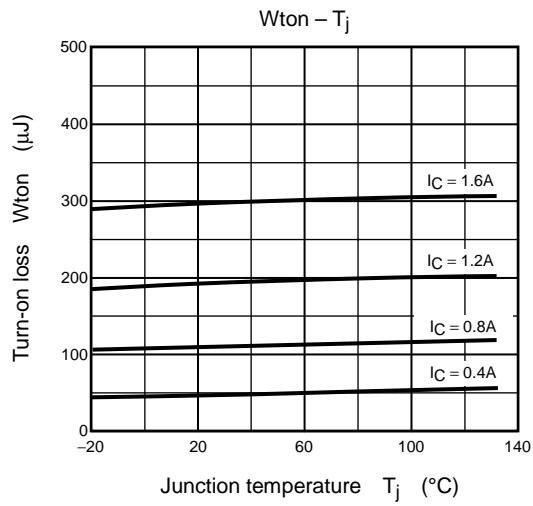 Wton – Tj
500
400
300
200
100
0
Turn-on loss Wton (μJ)
IC = 1.6A
IC = 1.2A
IC = 0.8A
IC = 0.4A
–20
20
60
100
140
Junction temperature Tj (°C)